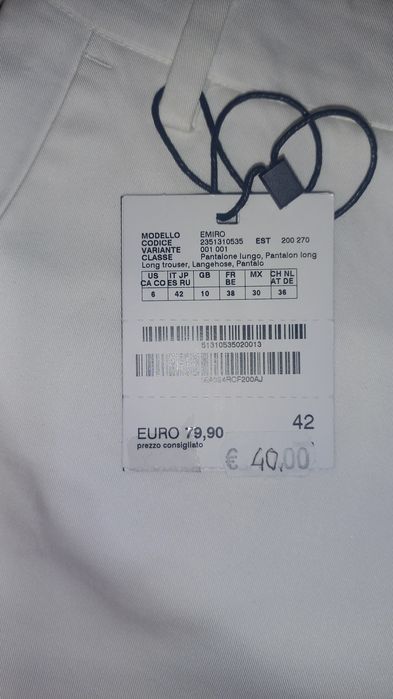 MODELLO EMIRO
CODICE 2351310535 EST 200 270
VARIANTE 001 001
CLASSE Pantalone lungo, Pantalon long
Long trouser, Langehose, Pantalo
US CA CO IT JP ES RU GB FR BE MX CH NL AT DE
6 42 10 38 30 36
51310535020013
EURO 79,90 42
prezzo consigliato
€ 40,00